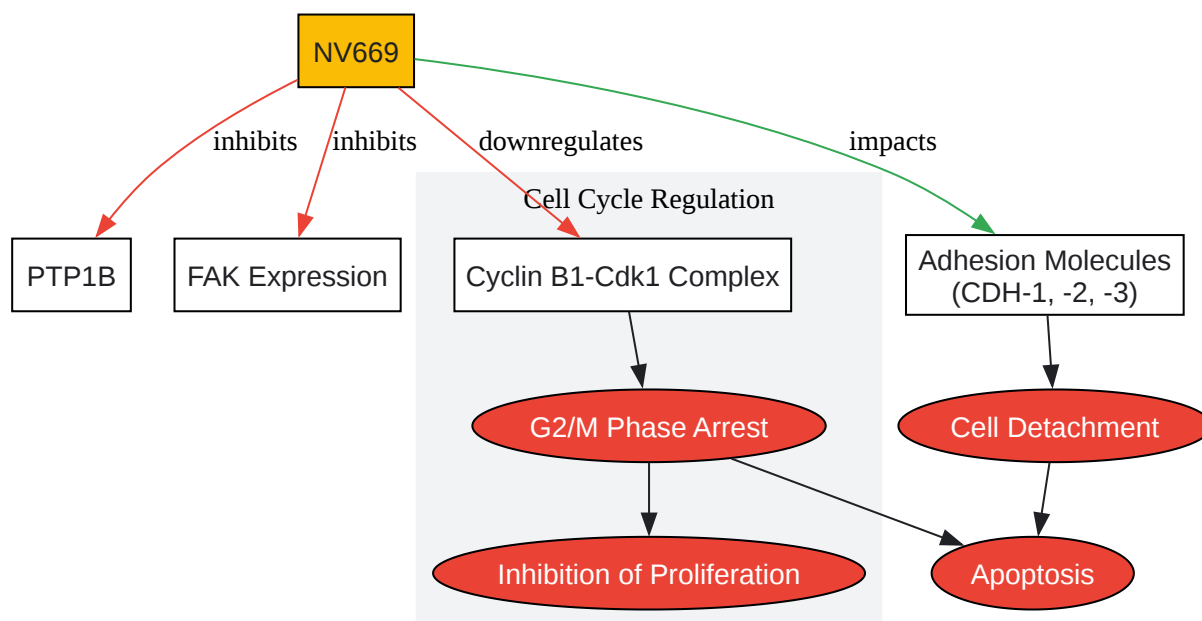 NV669
inhibits
inhibits
downregulates
impacts
Cell Cycle Regulation
PTP1B
FAK Expression
Cyclin B1-Cdk1 Complex
Adhesion Molecules
(CDH-1, -2, -3)
G2/M Phase Arrest
Cell Detachment
Inhibition of Proliferation
Apoptosis